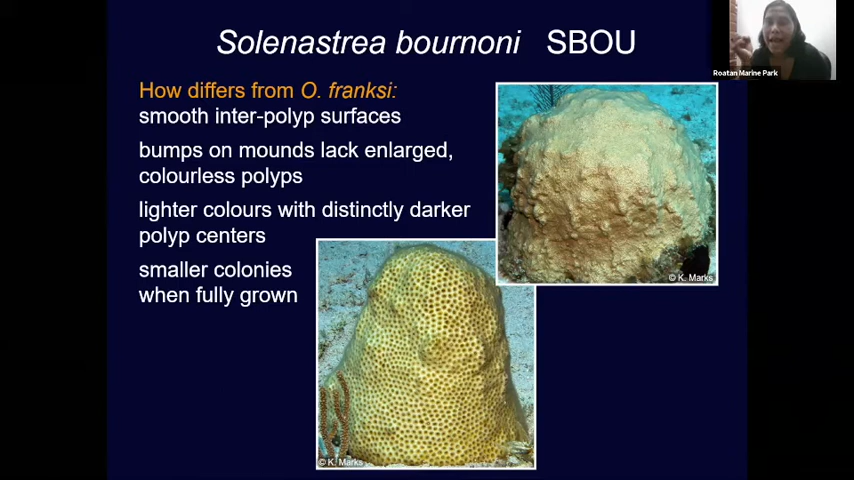 Solenastrea bournoni SBOU
Roatan Marine Park
How differs from O. franksi:
smooth inter-polyp surfaces
bumps on mounds lack enlarged,
colourless polyps
lighter colours with distinctly darker
polyp centers
smaller colonies
when fully grown
© K. Marks
© K. Marks